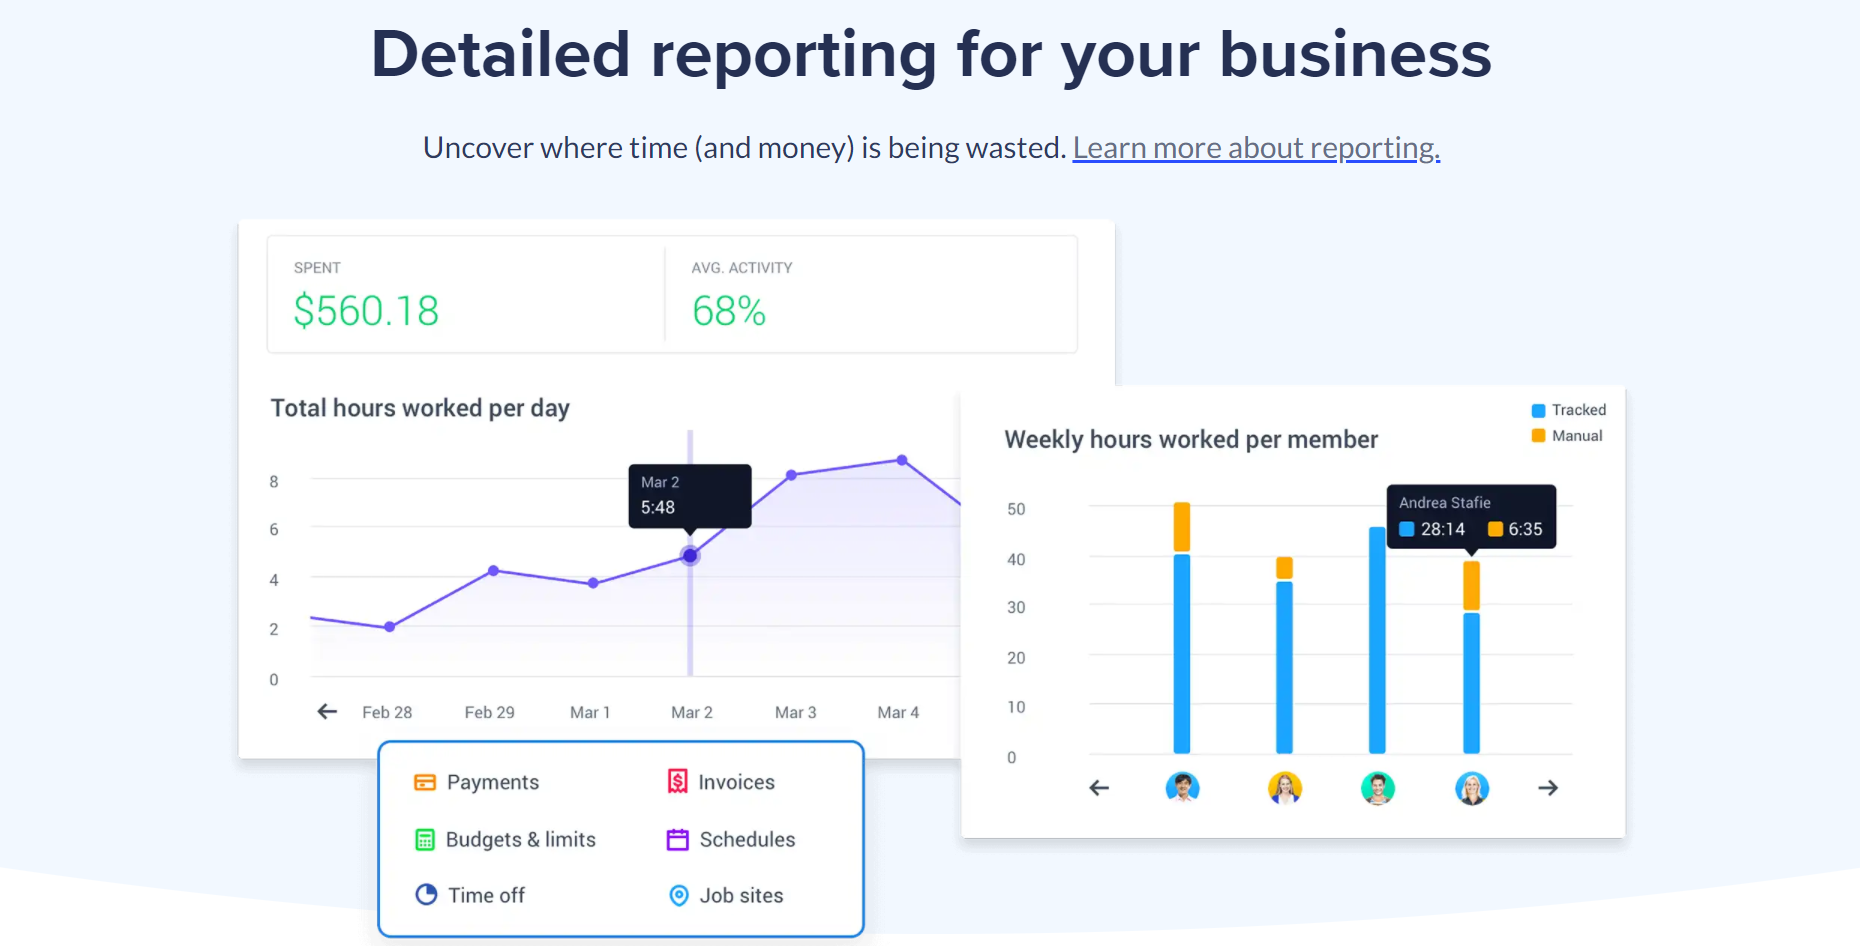 Detailed reporting for your business
Uncover where time (and money) is being wasted. Learn more about reporting.
SPENT
$560.18
AVG. ACTIVITY
68%
Total hours worked per day
8
6
4
2
0
Mar 2
5:48
Feb 28 Feb 29 Mar 1 Mar 2 Mar 3 Mar 4
Weekly hours worked per member
Tracked
Manual
50
40
30
20
10
0
Andrea Stafie
28:14 6:35
Payments
Invoices
Budgets & limits
Schedules
Time off
Job sites